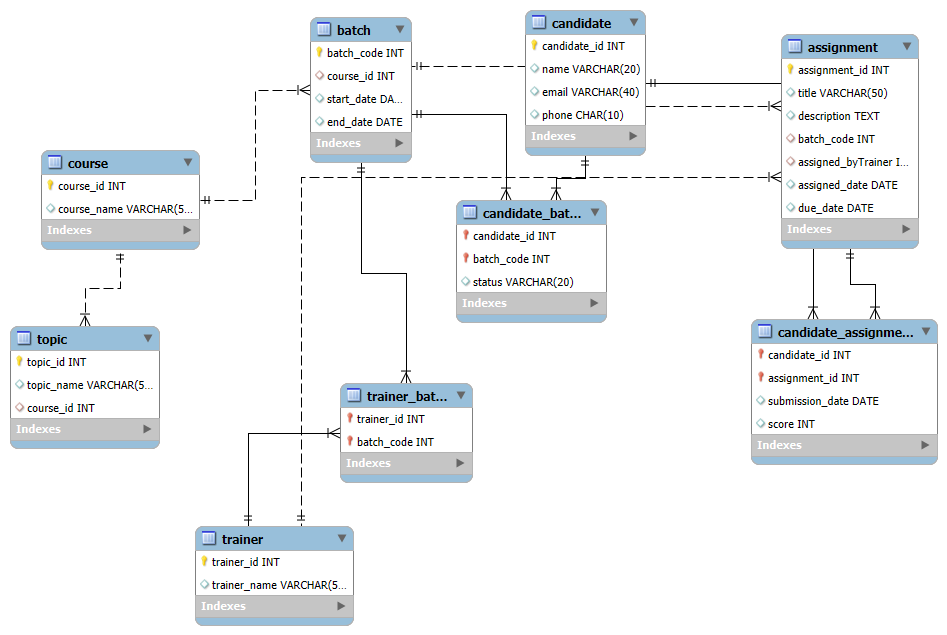 batch
batch_code INT
course_id INT
start_date DA...
end_date DATE
Indexes
candidate
candidate_id INT
name VARCHAR(20)
email VARCHAR(40)
phone CHAR(10)
Indexes
assignment
assignment_id INT
title VARCHAR(50)
description TEXT
batch_code INT
assigned_byTrainer I...
assigned_date DATE
due_date DATE
Indexes
course
course_id INT
course_name VARCHAR(5...
Indexes
candidate_bat...
candidate_id INT
batch_code INT
status VARCHAR(20)
Indexes
topic
topic_id INT
topic_name VARCHAR(5...
course_id INT
Indexes
candidate_assignme...
candidate_id INT
assignment_id INT
submission_date DATE
score INT
Indexes
trainer_bat...
trainer_id INT
batch_code INT
Indexes
trainer
trainer_id INT
trainer_name VARCHAR(5...
Indexes